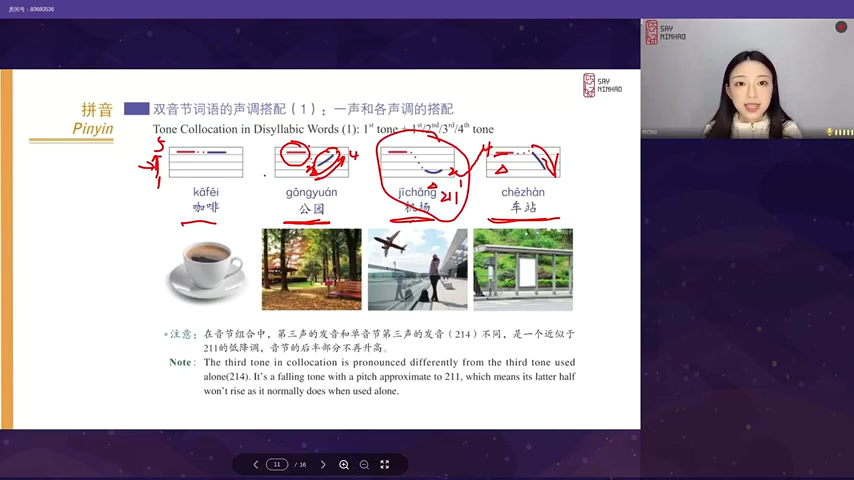 房间号：80680536
SAY
NINHAO
SAY
NINHAO
拼音
Pinyin
双音节词语的声调搭配（1）：一声和各声调的搭配
Tone Collocation in Disyllabic Words (1): 1st tone + 1st/2nd/3rd/4th tone
5
1
4
2
1
211
4
kāfēi
gōngyuán
jīchǎng
chēzhàn
咖啡
公园
机场
车站
注意：在音节组合中，第三声的发音和单音节第三声的发音（214）不同，是一个近似于
211的低降调，音节的后半部分不再升高。
Note: The third tone in collocation is pronounced differently from the third tone used
alone(214). It's a falling tone with a pitch approximate to 211, which means its latter half
won't rise as it normally does when used alone.
11 / 16